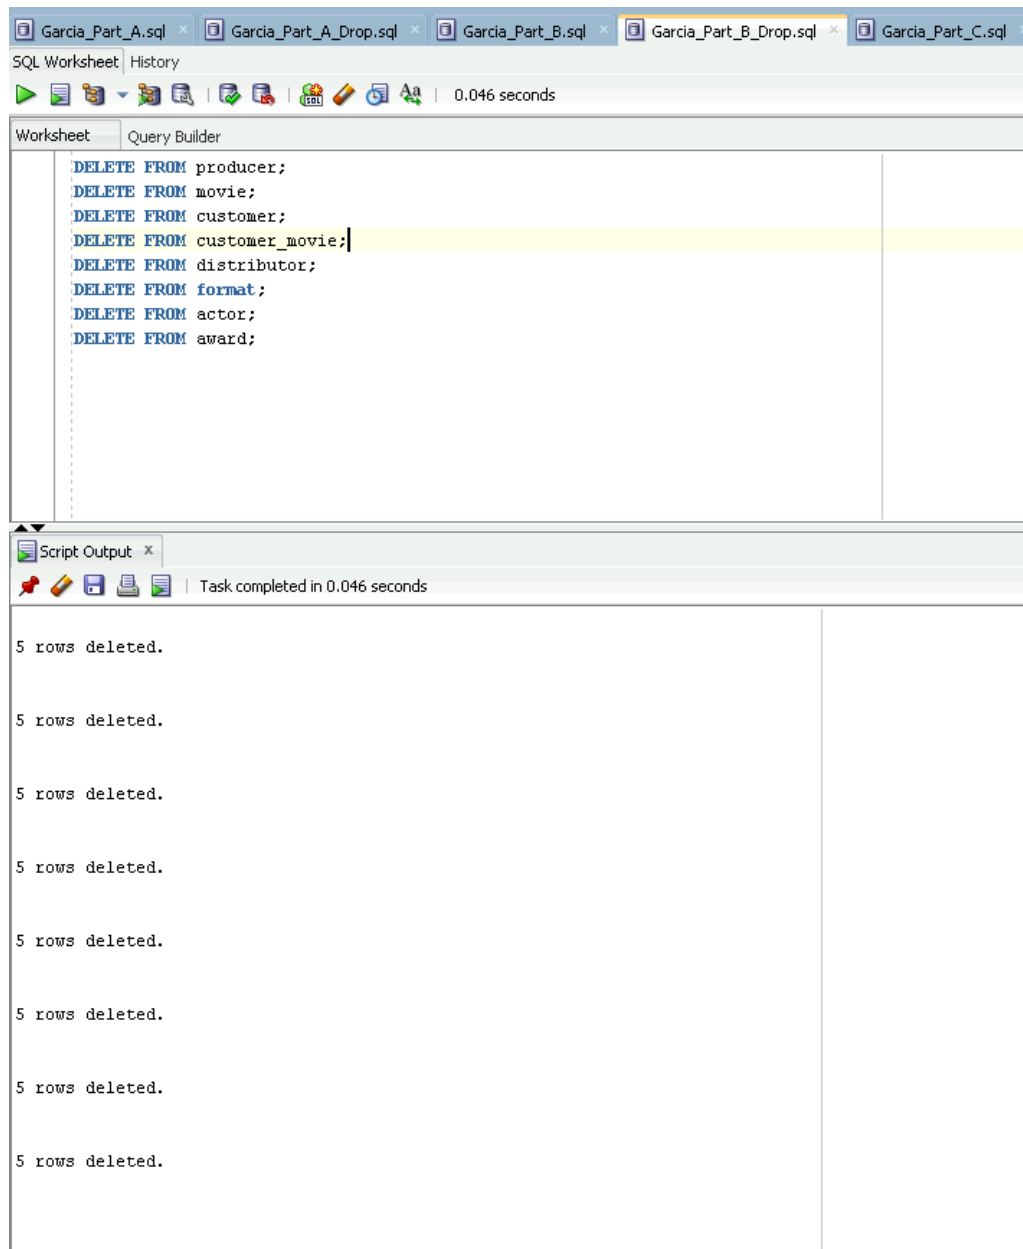 Garcia_Part_A.sql Garcia_Part_A_Drop.sql Garcia_Part_B.sql Garcia_Part_B_Drop.sql Garcia_Part_C.sql
SQL Worksheet History
SQL Aa 0.046 seconds
Worksheet Query Builder
DELETE FROM producer;
DELETE FROM movie;
DELETE FROM customer;
DELETE FROM customer_movie;
DELETE FROM distributor;
DELETE FROM format;
DELETE FROM actor;
DELETE FROM award;
Script Output x
Task completed in 0.046 seconds
5 rows deleted.
5 rows deleted.
5 rows deleted.
5 rows deleted.
5 rows deleted.
5 rows deleted.
5 rows deleted.
5 rows deleted.